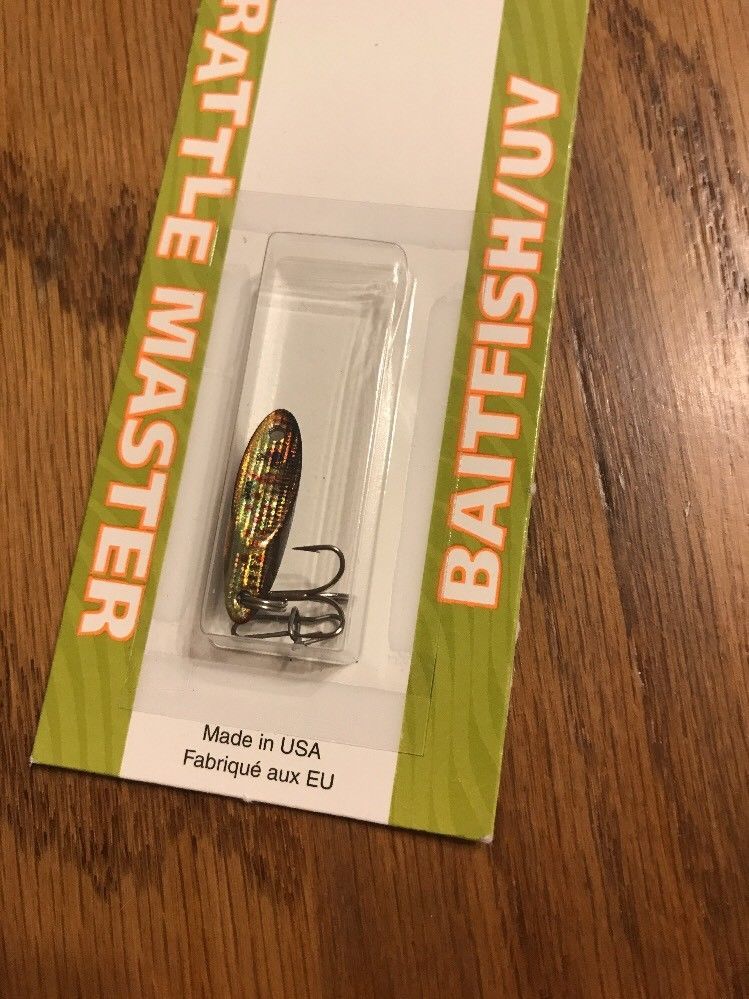 RATTLE MASTER
BAITFISH/UV
Made in USA
Fabriqué aux EU